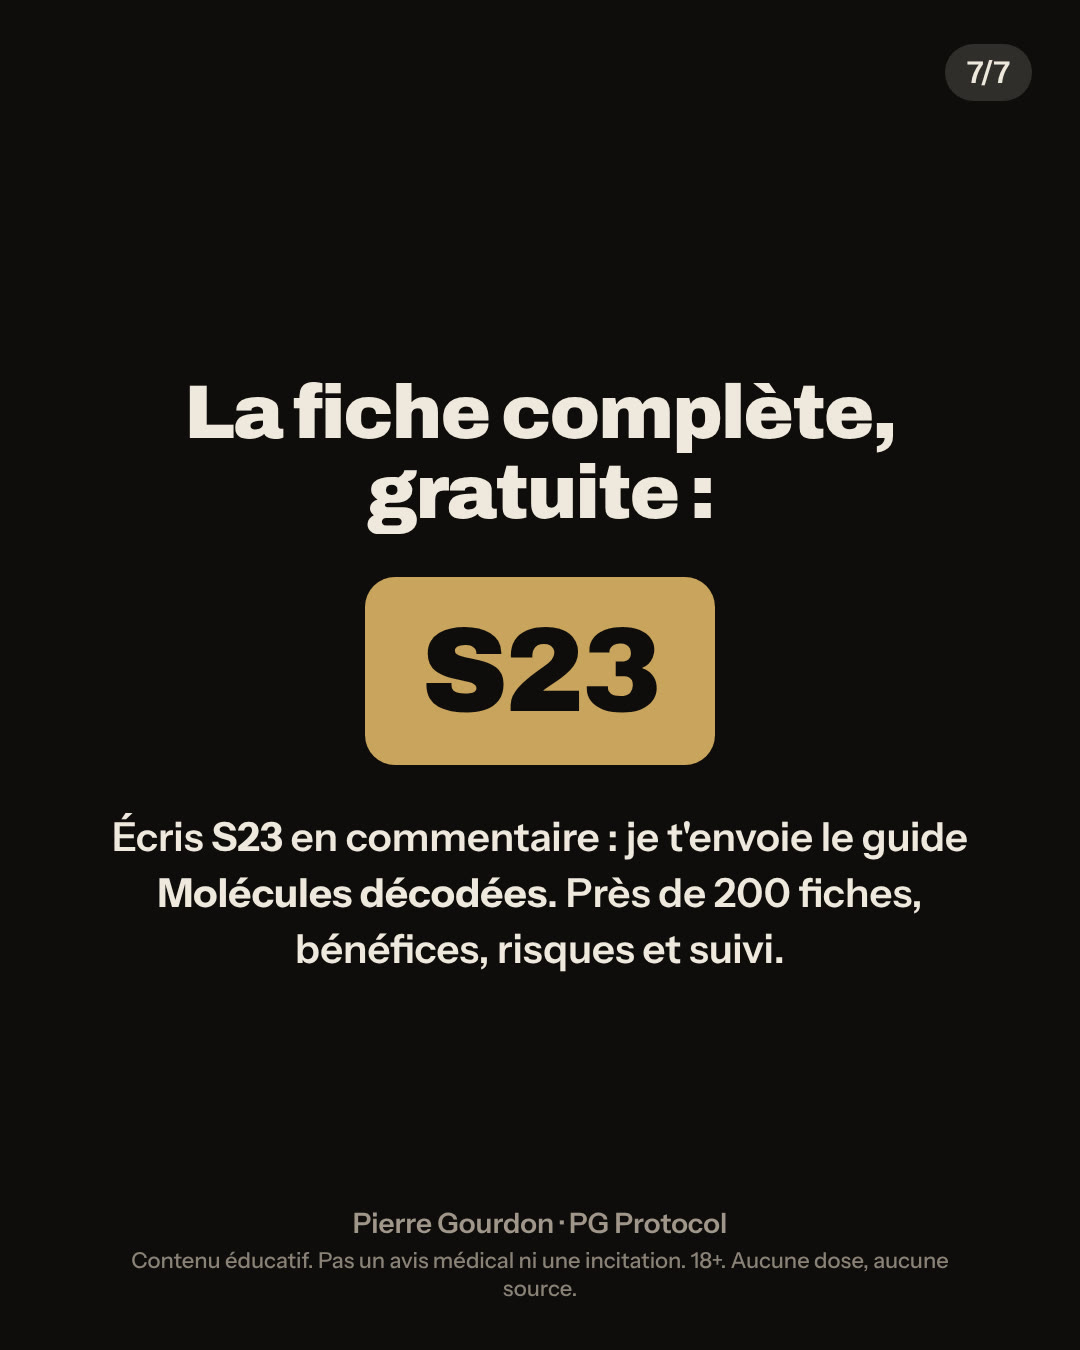 7/7
La fiche complète,
gratuite :
S23
Écris S23 en commentaire : je t'envoie le guide
Molécules décodées. Près de 200 fiches,
bénéfices, risques et suivi.
Pierre Gourdon · PG Protocol
Contenu éducatif. Pas un avis médical ni une incitation. 18+. Aucune dose, aucune
source.